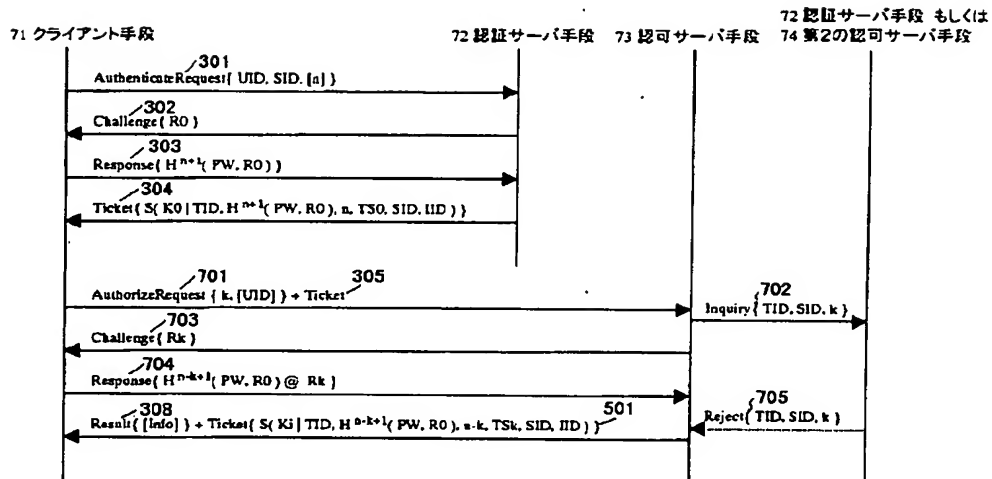 72 認証サーバ手段 もしくは
71 クライアント手段 72 認証サーバ手段 73 認可サーバ手段 74 第2の認可サーバ手段
301
AuthenticateRequest{ UID, SID, [n] }
302
Challenge{ R0 }
303
Response{ H^n+1( PW, R0 ) }
304
Ticket{ S( K0 | TID, H^n+1( PW, R0 ), n, TS0, SID, IID ) }
701 305
AuthorizeRequest { k, [UID] } + Ticket
702
Inquiry{ TID, SID, k }
703
Challenge{ Rk }
704
Response{ H^n-k+1( PW, R0 ) @ Rk }
705
Reject{ TID, SID, k }
308 501
Result{ [Info] } + Ticket{ S( Ki | TID, H^n-k+1( PW, R0 ), n-k, TSk, SID, IID ) }